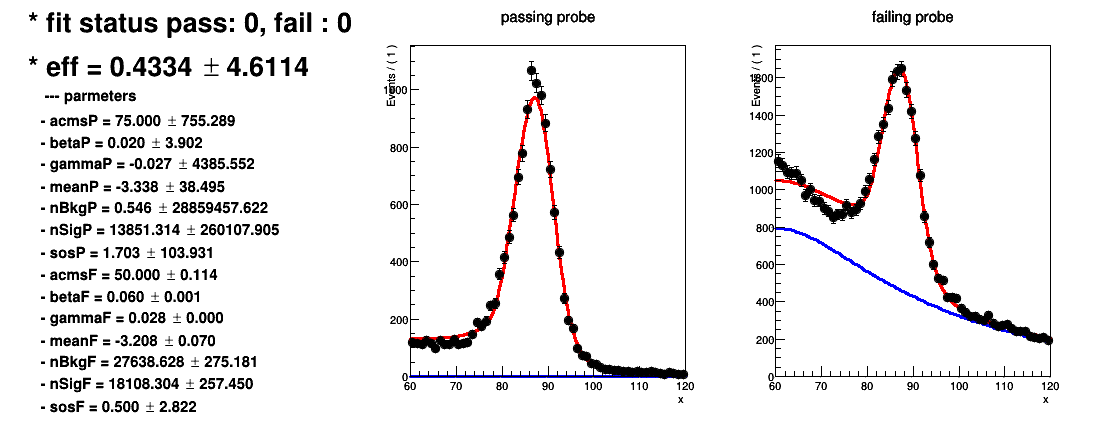 * fit status pass: 0, fail : 0
* eff = 0.4334 ± 4.6114
--- parmeters
- acmsP = 75.000 ± 755.289
- betaP = 0.020 ± 3.902
- gammaP = -0.027 ± 4385.552
- meanP = -3.338 ± 38.495
- nBkgP = 0.546 ± 28859457.622
- nSigP = 13851.314 ± 260107.905
- sosP = 1.703 ± 103.931
- acmsF = 50.000 ± 0.114
- betaF = 0.060 ± 0.001
- gammaF = 0.028 ± 0.000
- meanF = -3.208 ± 0.070
- nBkgF = 27638.628 ± 275.181
- nSigF = 18108.304 ± 257.450
- sosF = 0.500 ± 2.822
passing probe
Events / ( 1 )
1000
800
600
400
200
0
60 70 80 90 100 110 120
x
failing probe
Events / ( 1 )
1600
1400
1200
1000
800
600
400
200
0
60 70 80 90 100 110 120
x